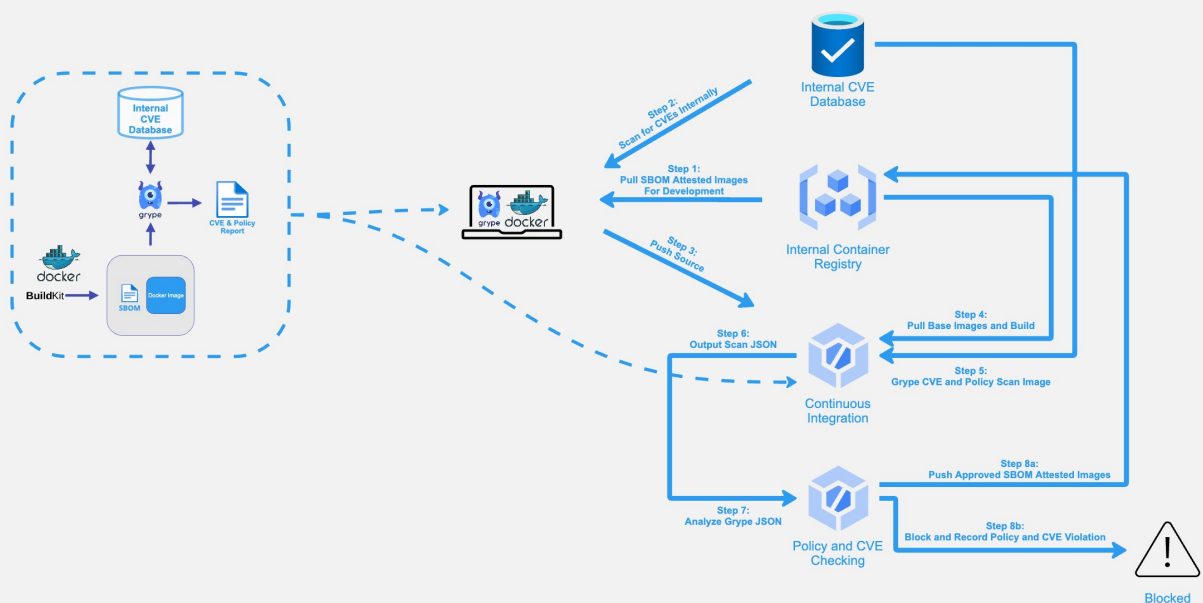 Internal
CVE
Database
grype
CVE & Policy
Report
docker
BuildKit
SBOM
Docker Image
grype
docker
Internal CVE
Database
Step 2:
Scan for CVEs Internally
Step 1:
Pull SBOM Attested Images
For Development
Internal Container
Registry
Step 3:
Push Source
Step 4:
Pull Base Images and Build
Step 5:
Grype CVE and Policy Scan Image
Step 6:
Output Scan JSON
Continuous
Integration
Step 7:
Analyze Grype JSON
Policy and CVE
Checking
Step 8a:
Push Approved SBOM Attested Images
Step 8b:
Block and Record Policy and CVE Violation
Blocked